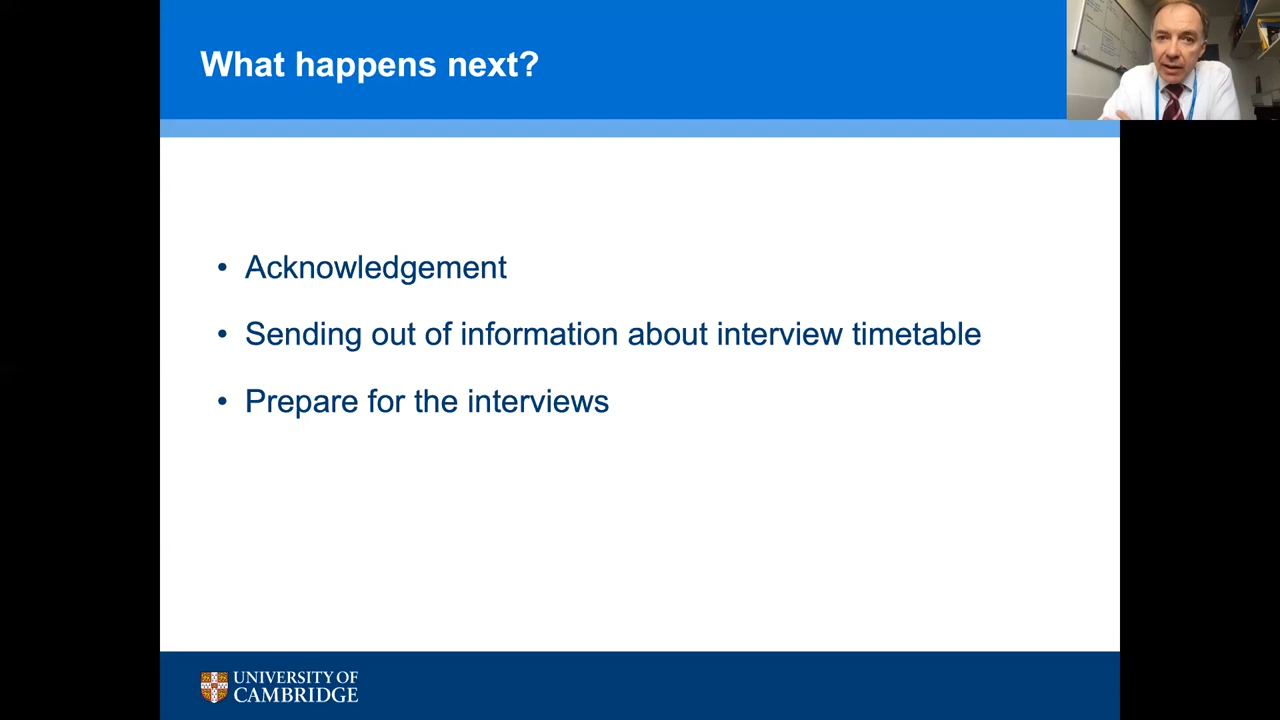 What happens next?
• Acknowledgement
• Sending out of information about interview timetable
• Prepare for the interviews
UNIVERSITY OF
CAMBRIDGE